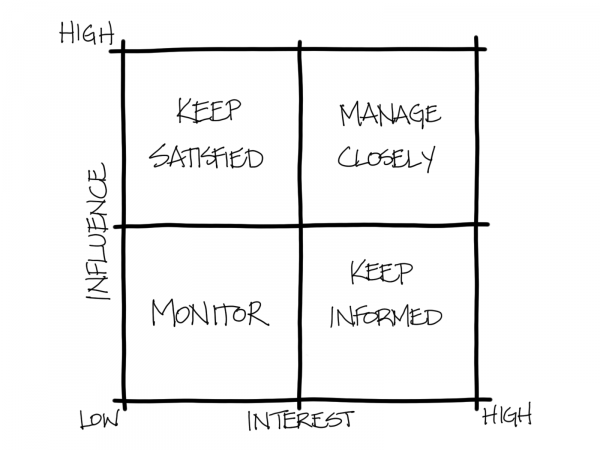 HIGH
KEEP
SATISFIED
MANAGE
CLOSELY
INFLUENCE
MONITOR
KEEP
INFORMED
LOW
INTEREST
HIGH